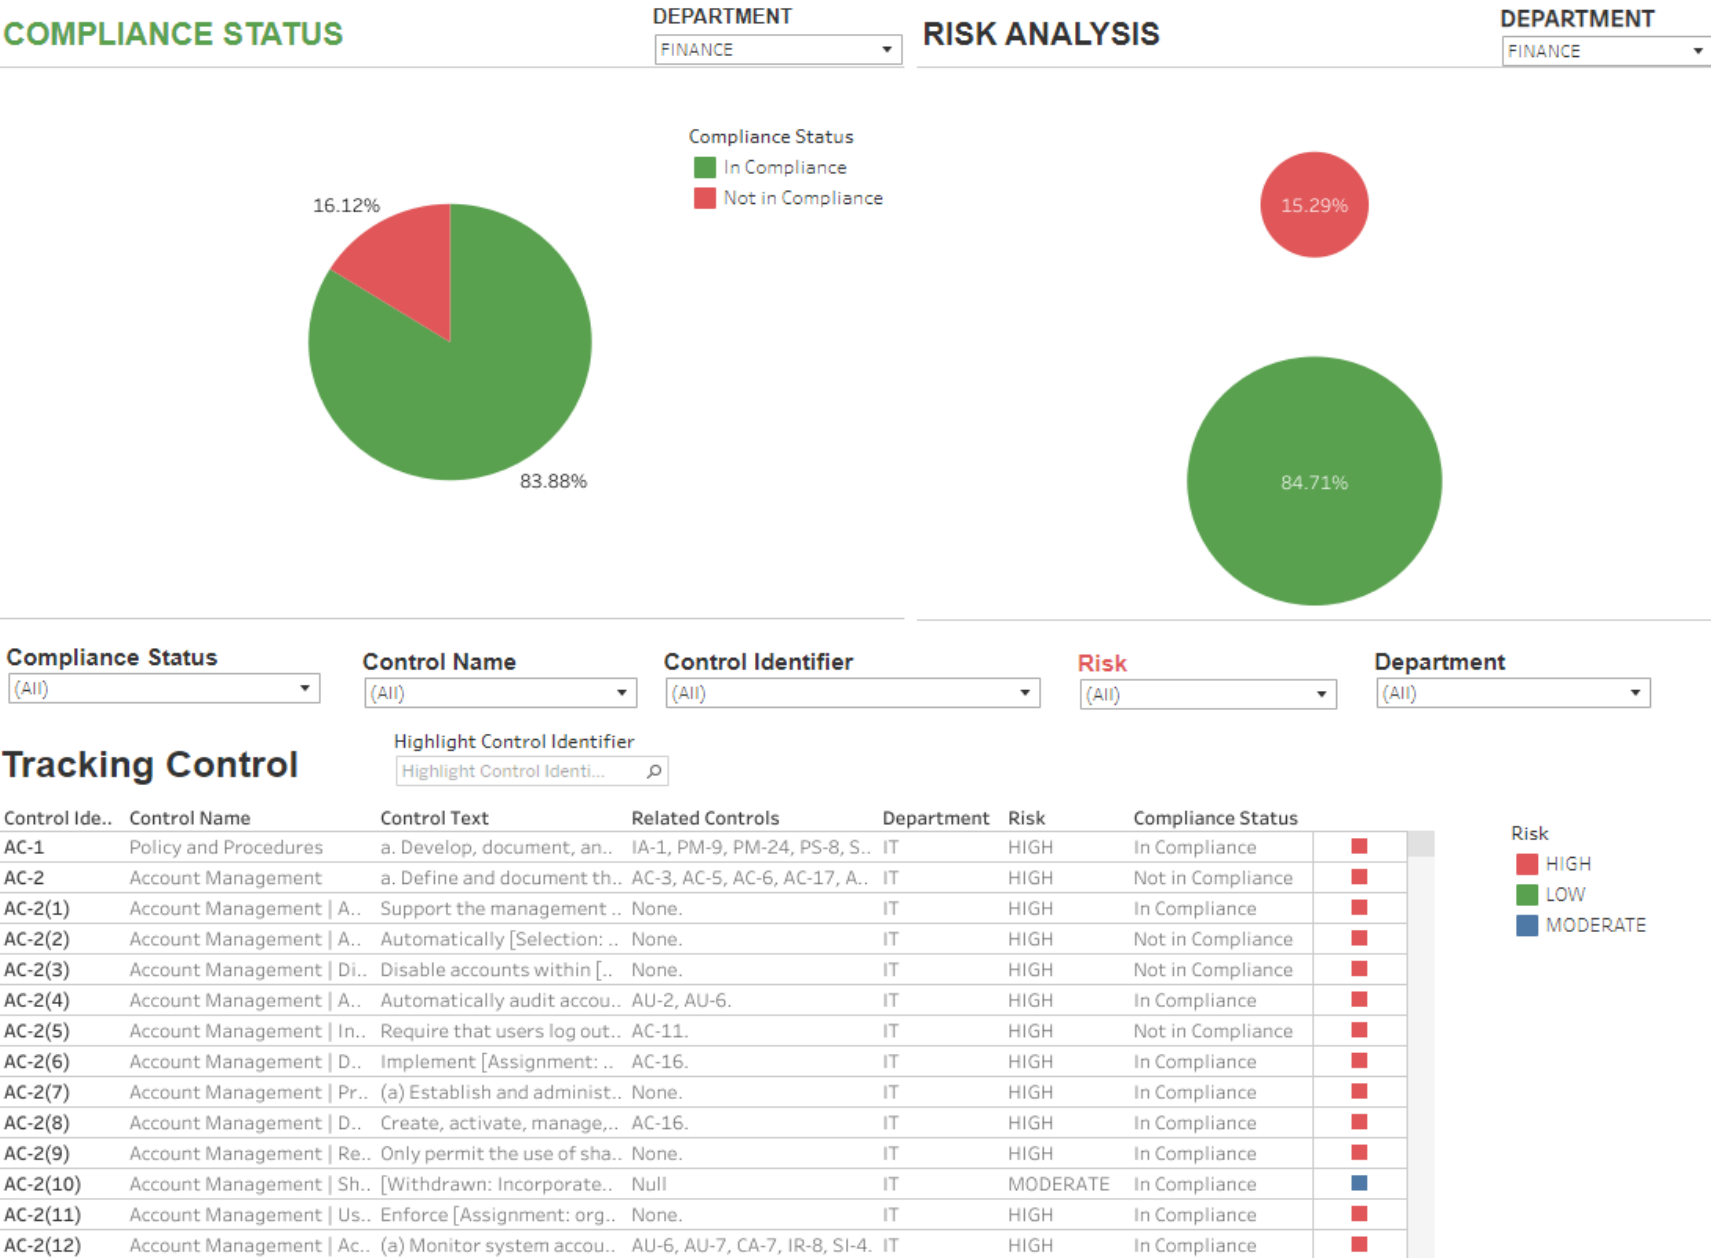 COMPLIANCE STATUS
DEPARTMENT
FINANCE
RISK ANALYSIS
DEPARTMENT
FINANCE
Compliance Status
In Compliance
Not in Compliance
16.12%
83.88%
15.29%
84.71%
Compliance Status
(All)
Control Name
(All)
Control Identifier
(All)
Risk
(All)
Department
(All)
Tracking Control
Highlight Control Identifier
Highlight Control Identi...
Control Ide.. Control Name Control Text Related Controls Department Risk Compliance Status
AC-1 Policy and Procedures a. Develop, document, an.. IA-1, PM-9, PM-24, PS-8, S.. IT HIGH In Compliance
AC-2 Account Management a. Define and document th.. AC-3, AC-5, AC-6, AC-17, A.. IT HIGH Not in Compliance
AC-2(1) Account Management | A.. Support the management .. None. IT HIGH In Compliance
AC-2(2) Account Management | A.. Automatically [Selection: .. None. IT HIGH Not in Compliance
AC-2(3) Account Management | Di.. Disable accounts within [.. None. IT HIGH Not in Compliance
AC-2(4) Account Management | A.. Automatically audit accou.. AU-2, AU-6. IT HIGH In Compliance
AC-2(5) Account Management | In.. Require that users log out.. AC-11. IT HIGH Not in Compliance
AC-2(6) Account Management | D.. Implement [Assignment: .. AC-16. IT HIGH In Compliance
AC-2(7) Account Management | Pr.. (a) Establish and administ.. None. IT HIGH In Compliance
AC-2(8) Account Management | D.. Create, activate, manage,.. AC-16. IT HIGH In Compliance
AC-2(9) Account Management | Re.. Only permit the use of sha.. None. IT HIGH In Compliance
AC-2(10) Account Management | Sh.. [Withdrawn: Incorporate.. Null IT MODERATE In Compliance
AC-2(11) Account Management | Us.. Enforce [Assignment: org.. None. IT HIGH In Compliance
AC-2(12) Account Management | Ac.. (a) Monitor system accou.. AU-6, AU-7, CA-7, IR-8, SI-4. IT HIGH In Compliance
Risk
HIGH
LOW
MODERATE